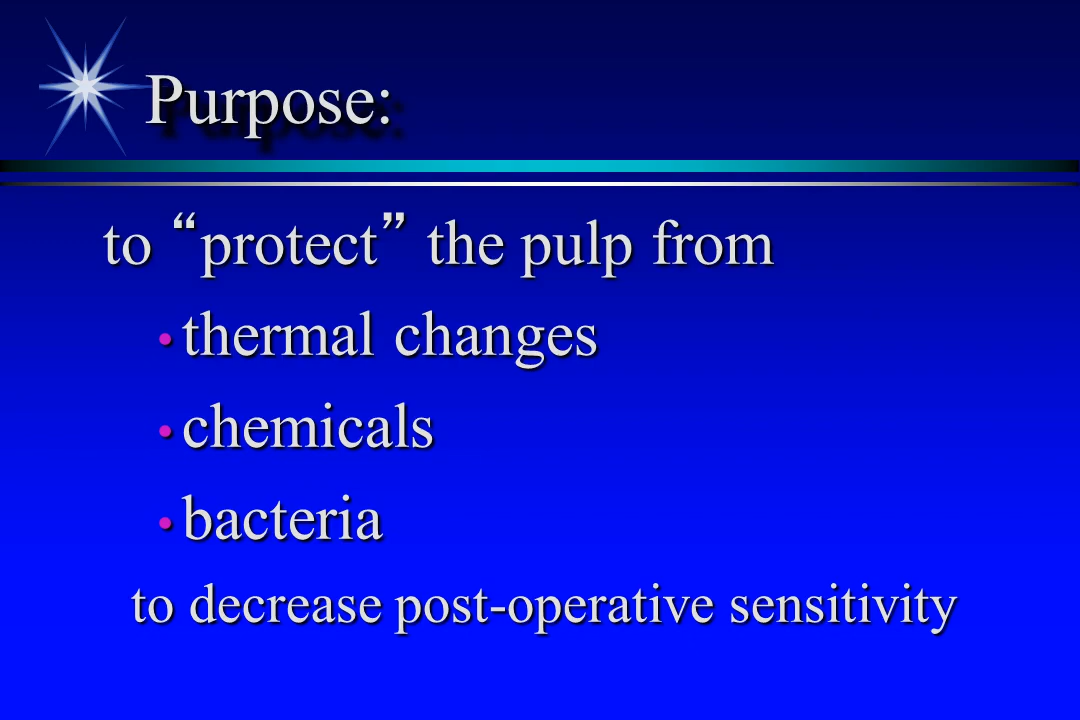 Purpose:
to “protect” the pulp from
• thermal changes
• chemicals
• bacteria
to decrease post-operative sensitivity